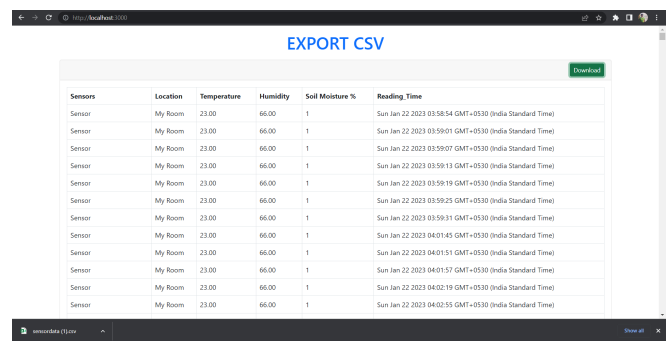 http://localhost:3000
EXPORT CSV
Download
Sensors Location Temperature Humidity Soil Moisture % Reading_Time
Sensor My Room 23.00 66.00 1 Sun Jan 22 2023 03:58:54 GMT+0530 (India Standard Time)
Sensor My Room 23.00 66.00 1 Sun Jan 22 2023 03:59:01 GMT+0530 (India Standard Time)
Sensor My Room 23.00 66.00 1 Sun Jan 22 2023 03:59:07 GMT+0530 (India Standard Time)
Sensor My Room 23.00 66.00 1 Sun Jan 22 2023 03:59:13 GMT+0530 (India Standard Time)
Sensor My Room 23.00 66.00 1 Sun Jan 22 2023 03:59:19 GMT+0530 (India Standard Time)
Sensor My Room 23.00 66.00 1 Sun Jan 22 2023 03:59:25 GMT+0530 (India Standard Time)
Sensor My Room 23.00 66.00 1 Sun Jan 22 2023 03:59:31 GMT+0530 (India Standard Time)
Sensor My Room 23.00 66.00 1 Sun Jan 22 2023 04:01:45 GMT+0530 (India Standard Time)
Sensor My Room 23.00 66.00 1 Sun Jan 22 2023 04:01:51 GMT+0530 (India Standard Time)
Sensor My Room 23.00 66.00 1 Sun Jan 22 2023 04:01:57 GMT+0530 (India Standard Time)
Sensor My Room 23.00 66.00 1 Sun Jan 22 2023 04:02:19 GMT+0530 (India Standard Time)
Sensor My Room 23.00 66.00 1 Sun Jan 22 2023 04:02:55 GMT+0530 (India Standard Time)
sensordata (1).csv Show all